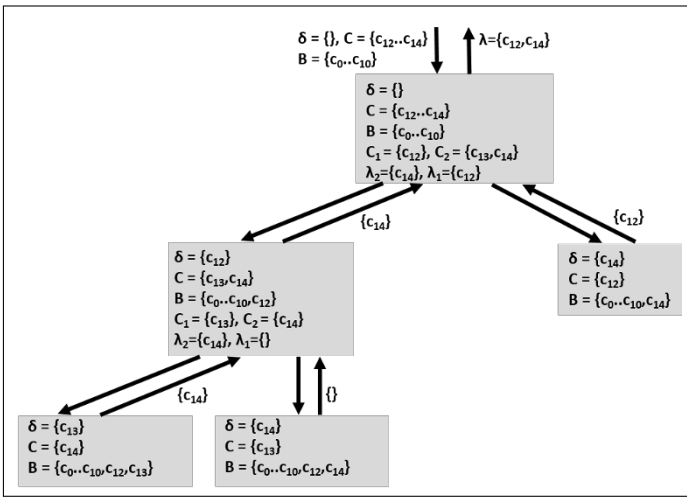 δ = {}, C = {c₁₂..c₁₄}
B = {c₀..c₁₀}
λ={c₁₂,c₁₄}
δ = {}
C = {c₁₂..c₁₄}
B = {c₀..c₁₀}
C₁ = {c₁₂}, C₂ = {c₁₃,c₁₄}
λ₂={c₁₄}, λ₁={c₁₂}
{c₁₄}
{c₁₂}
δ = {c₁₂}
C = {c₁₃,c₁₄}
B = {c₀..c₁₀,c₁₂}
C₁ = {c₁₃}, C₂ = {c₁₄}
λ₂={c₁₄}, λ₁={}
δ = {c₁₄}
C = {c₁₂}
B = {c₀..c₁₀,c₁₄}
{c₁₄}
{}
δ = {c₁₃}
C = {c₁₄}
B = {c₀..c₁₀,c₁₂,c₁₃}
δ = {c₁₄}
C = {c₁₃}
B = {c₀..c₁₀,c₁₂,c₁₄}